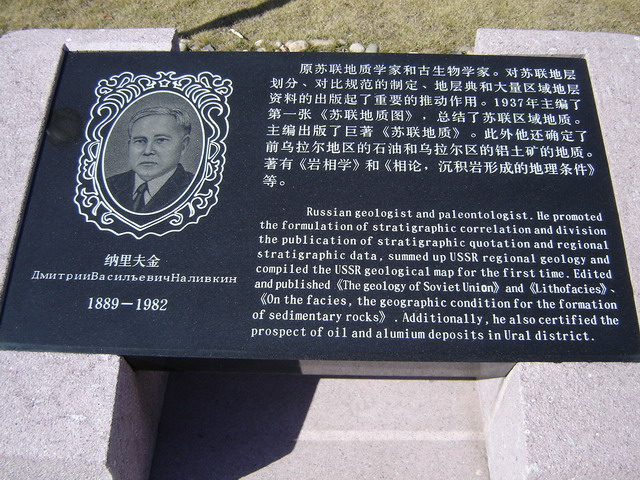 原苏联地质学家和古生物学家。对苏联地层
划分、对比规范的制定、地层典和大量区域地层
资料的出版起了重要的推动作用。1937年主编了
第一张《苏联地质图》，总结了苏联区域地质。
主编出版了巨著《苏联地质》。此外他还确定了
前乌拉尔地区的石油和乌拉尔区的铝土矿的地质。
著有《岩相学》和《相论，沉积岩形成的地理条件》
等。
Russian geologist and paleontologist. He promoted
the formulation of stratigraphic correlation and division
the publication of stratigraphic quotation and regional
stratigraphic data, summed up USSR regional geology and
compiled the USSR geological map for the first time. Edited
and published《The geology of Soviet Union》and《Lithofacies》、
《On the facies, the geographic condition for the formation
of sedimentary rocks》. Additionally, he also certified the
prospect of oil and alumium deposits in Ural district.
纳里夫金
ДмитрииВасильевичНаливкин
1889－1982